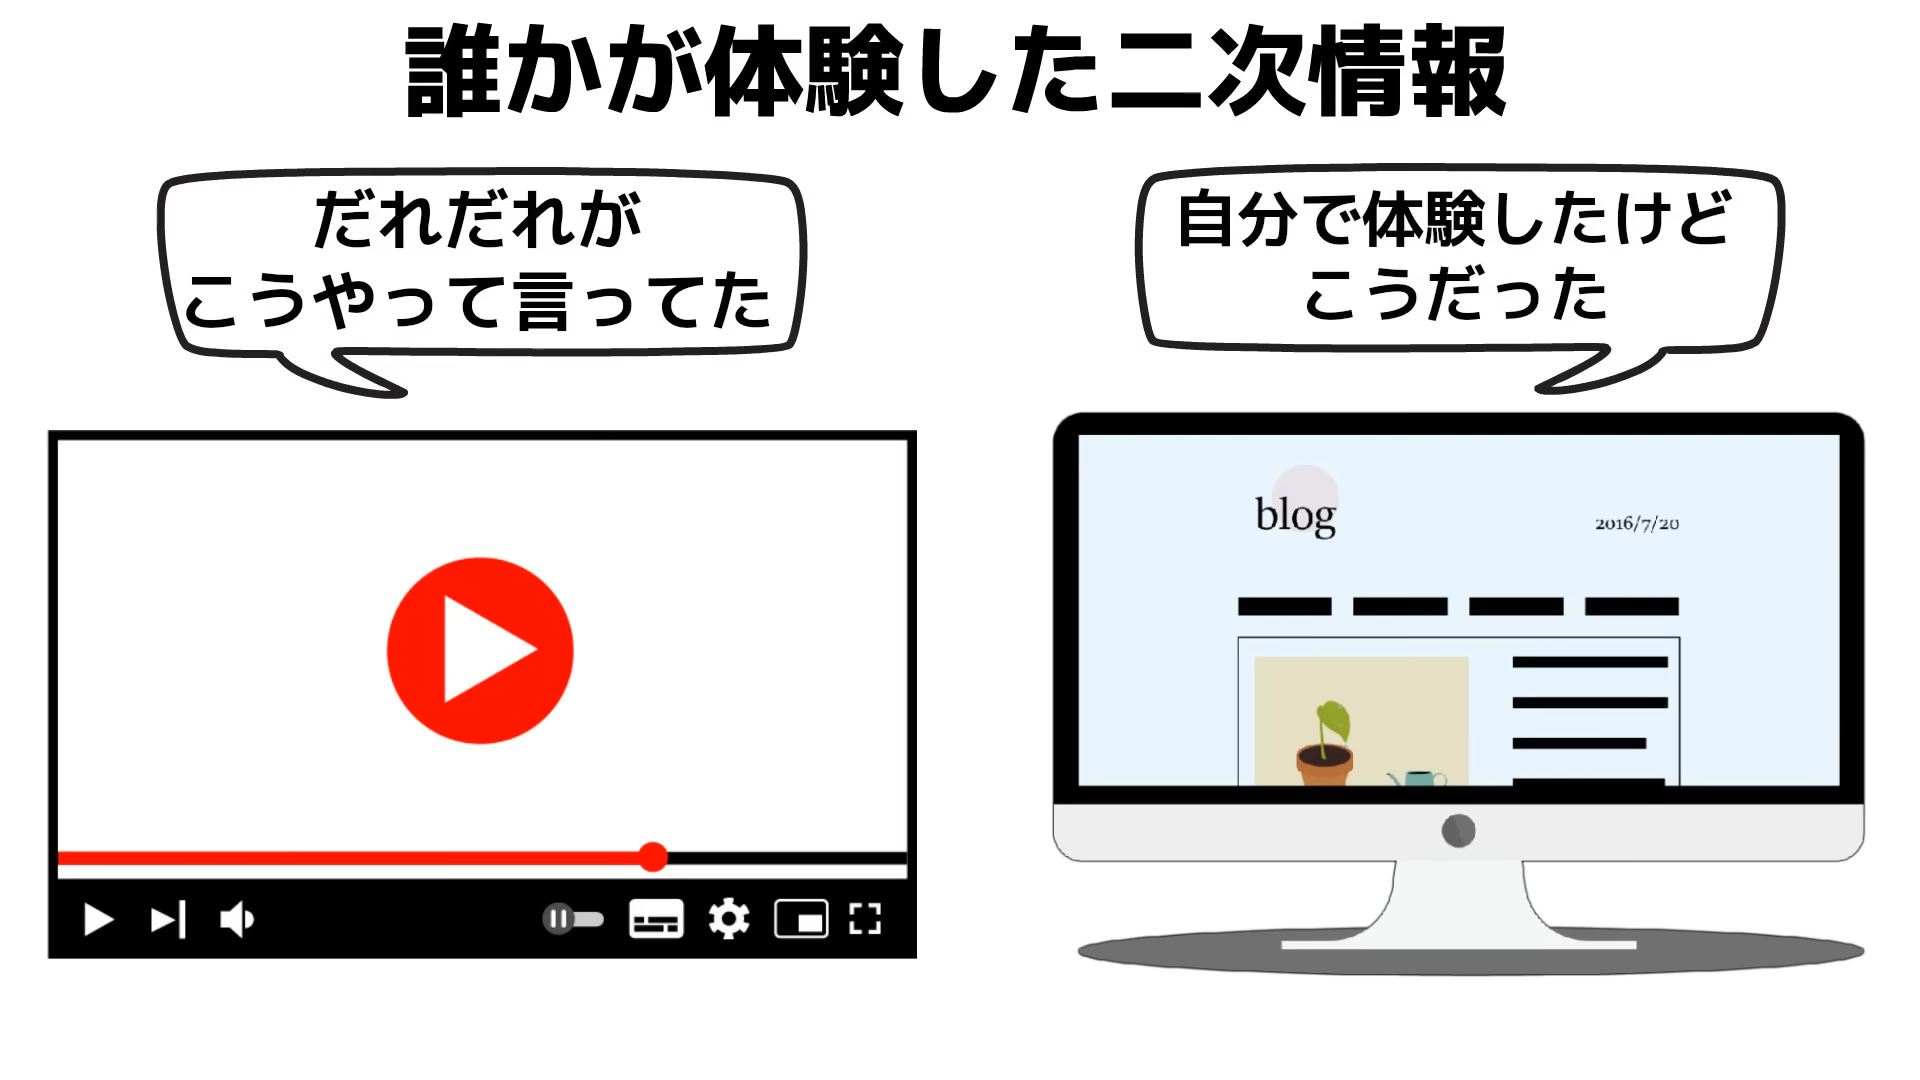 誰かが体験した二次情報
だれだれが
こうやって言ってた
自分で体験したけど
こうだった
blog
2016/7/20